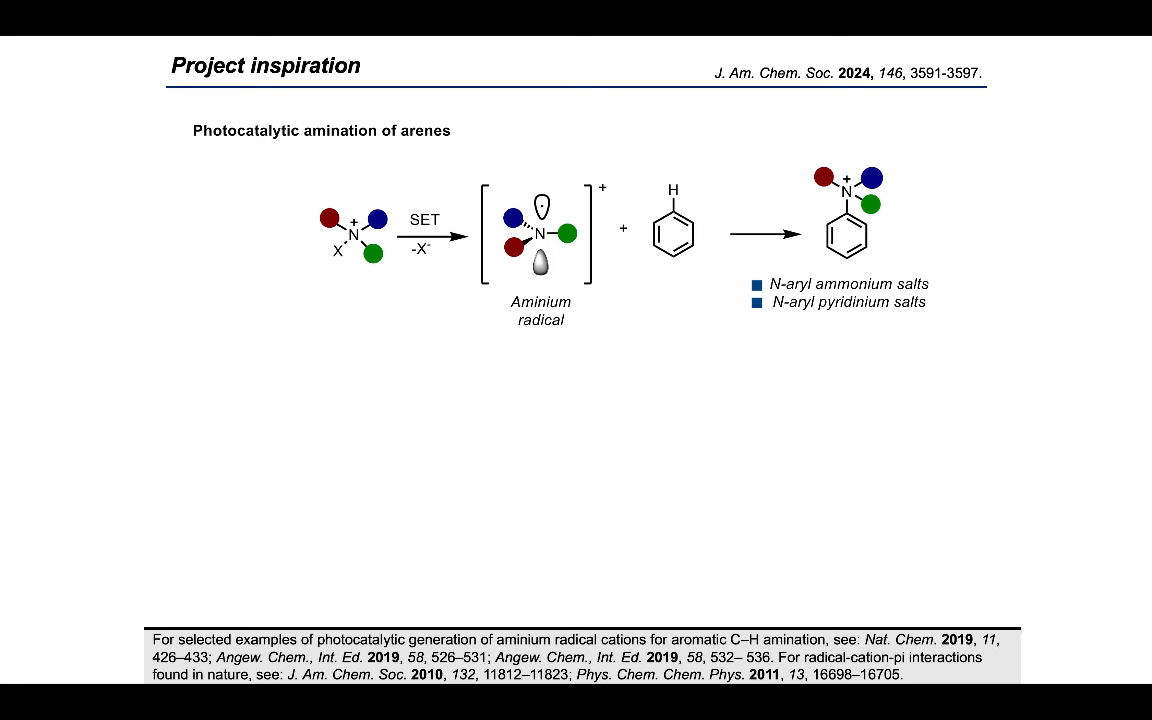 Project inspiration
J. Am. Chem. Soc. 2024, 146, 3591-3597.
Photocatalytic amination of arenes
X
N
+
SET
-X-
N
+
+
H
N
+
Aminium
radical
N-aryl ammonium salts
N-aryl pyridinium salts
For selected examples of photocatalytic generation of aminium radical cations for aromatic C–H amination, see: Nat. Chem. 2019, 11,
426–433; Angew. Chem., Int. Ed. 2019, 58, 526–531; Angew. Chem., Int. Ed. 2019, 58, 532– 536. For radical-cation-pi interactions
found in nature, see: J. Am. Chem. Soc. 2010, 132, 11812–11823; Phys. Chem. Chem. Phys. 2011, 13, 16698–16705.